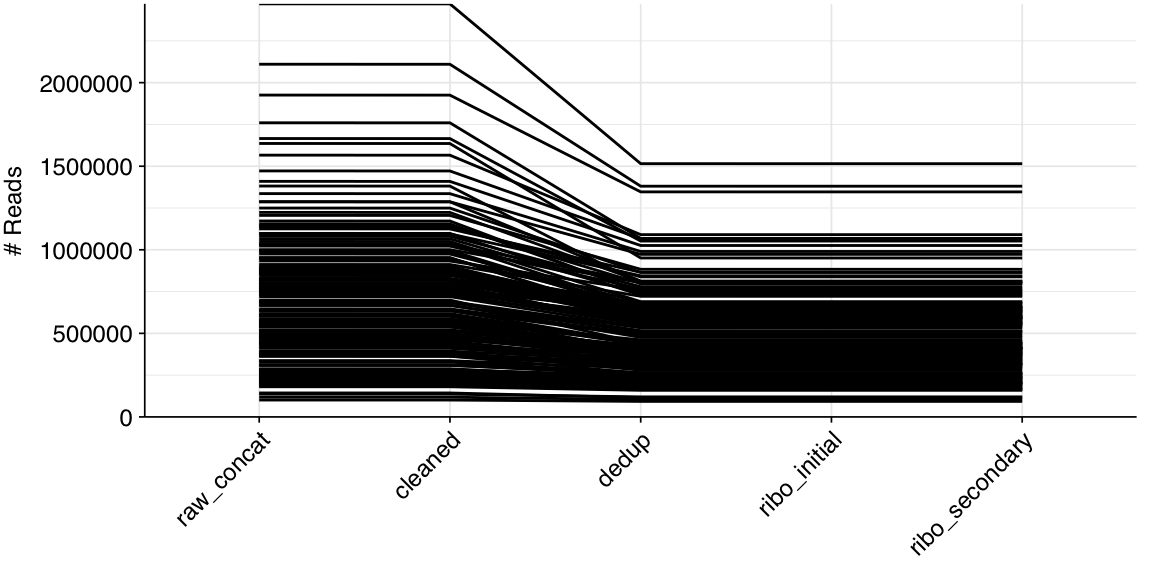 # Reads
2000000
1500000
1000000
500000
0
raw_concat
cleaned
dedup
ribo_initial
ribo_secondary